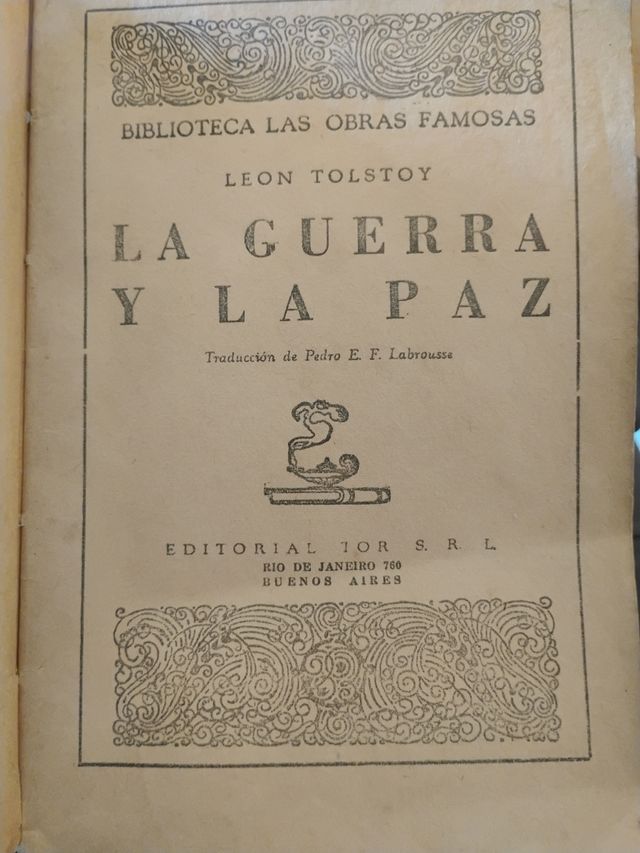 BIBLIOTECA LAS OBRAS FAMOSAS
LEON TOLSTOY
LA GUERRA
Y LA PAZ
Traducción de Pedro E. F. Labrousse
EDITORIAL TOR S. R. L.
RIO DE JANEIRO 760
BUENOS AIRES